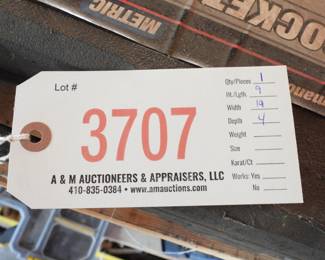 OCKET
METRIC
Lot #
3707
A & M AUCTIONEERS & APPRAISERS, LLC
410-835-0384 • www.amauctions.com
Qty/Pieces 1
Ht./Lgth. 9
Width 19
Depth 4
Weight
Size
Karat/Ct
Works: Yes
No